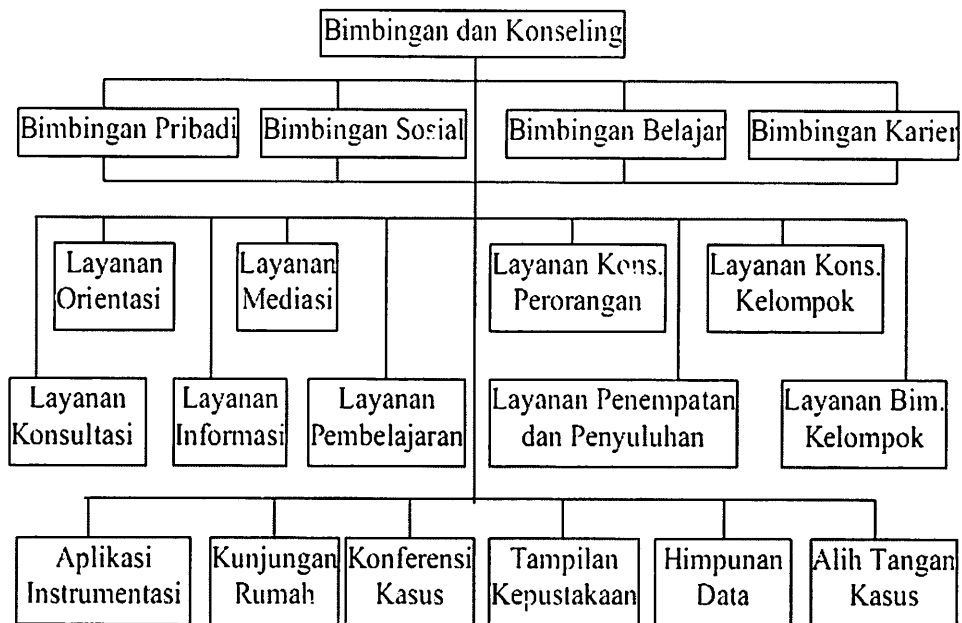 Bimbingan dan Konseling
Bimbingan Pribadi
Bimbingan Sosial
Bimbingan Belajar
Bimbingan Karier
Layanan
Orientasi
Layanan
Mediasi
Layanan Kons.
Perorangan
Layanan Kons.
Kelompok
Layanan
Konsultasi
Layanan
Informasi
Layanan
Pembelajaran
Layanan Penempatan
dan Penyuluhan
Layanan Bim.
Kelompok
Aplikasi
Instrumentasi
Kunjungan
Rumah
Konferensi
Kasus
Tampilan
Kepustakaan
Himpunan
Data
Alih Tangan
Kasus